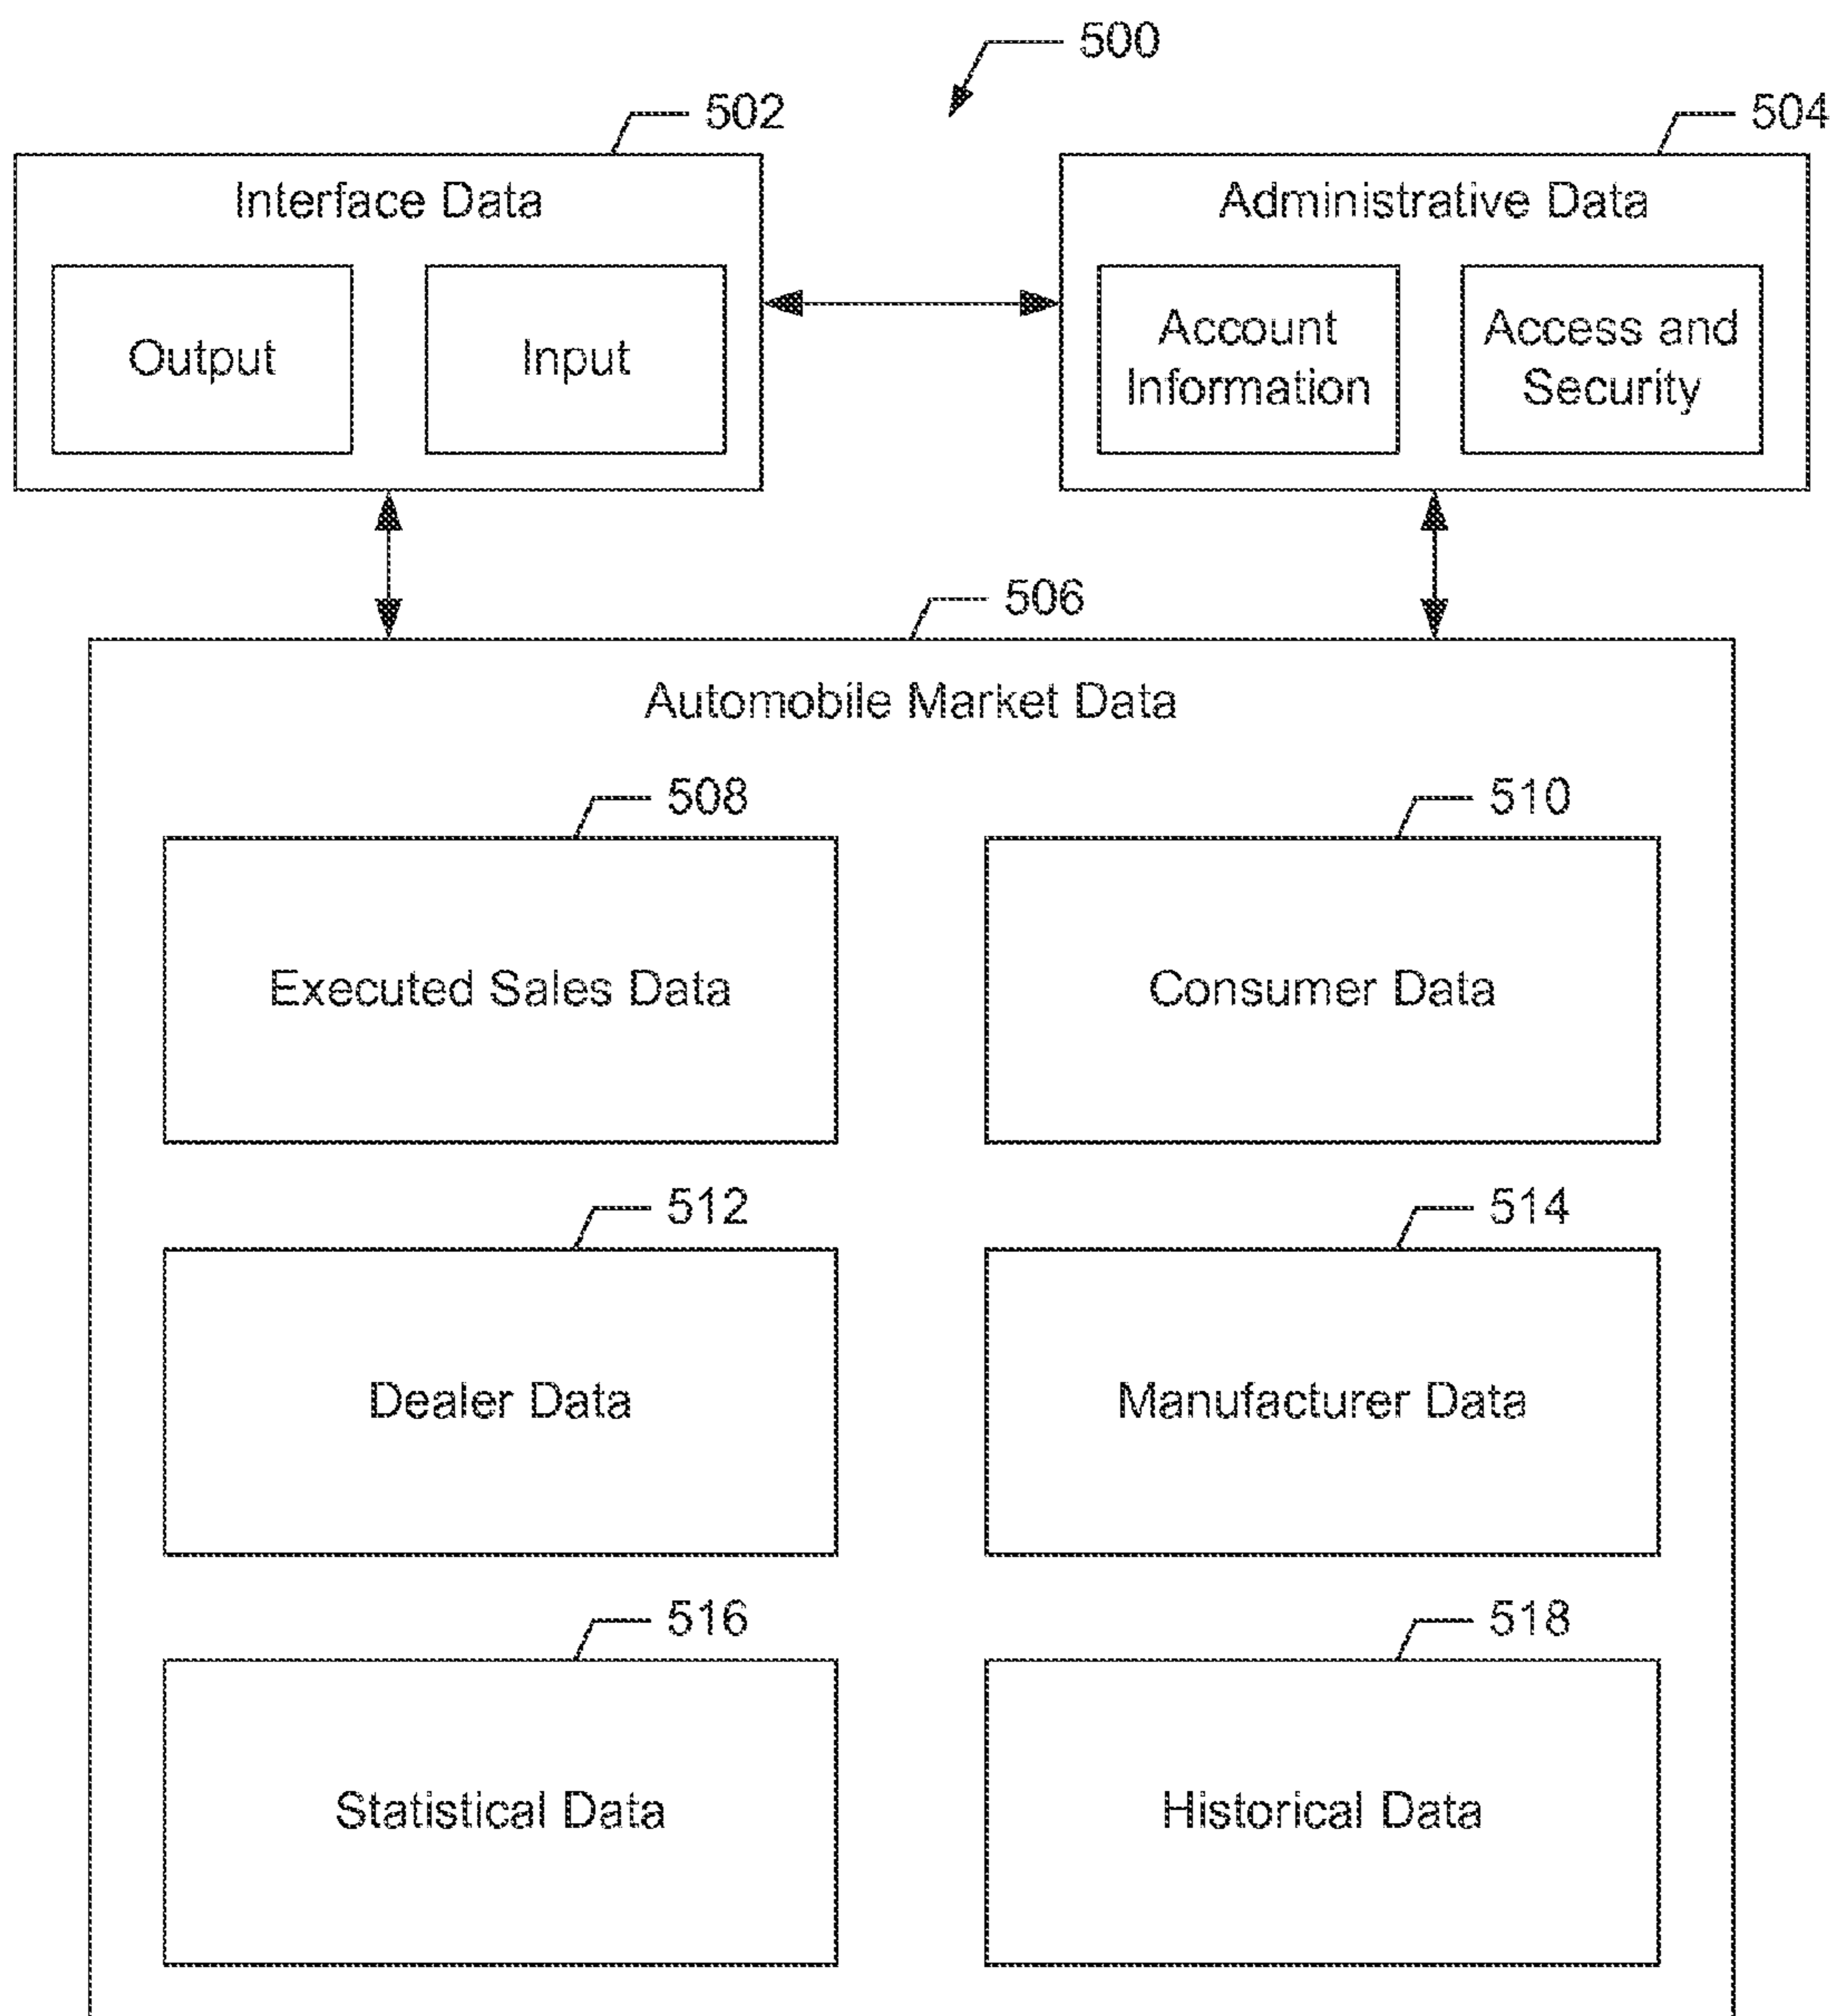 500
502
504
Interface Data
Administrative Data
Output
Input
Account
Information
Access and
Security
506
Automobile Market Data
508
510
Executed Sales Data
Consumer Data
512
514
Dealer Data
Manufacturer Data
516
518
Statistical Data
Historical Data